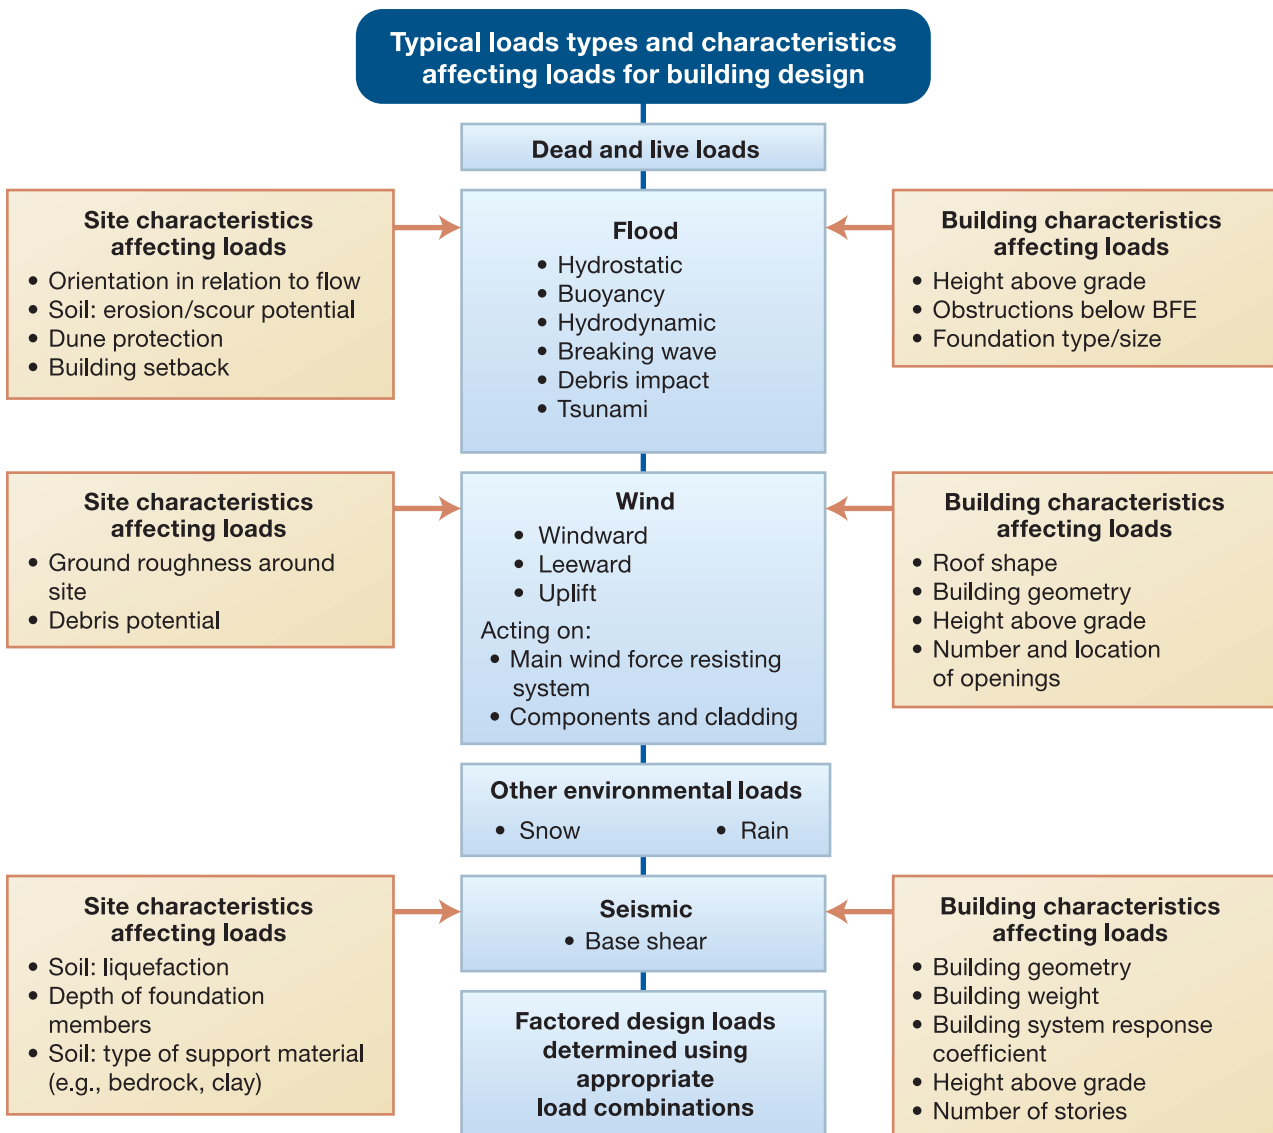 Typical loads types and characteristics
affecting loads for building design
Dead and live loads
Site characteristics
affecting loads
• Orientation in relation to flow
• Soil: erosion/scour potential
• Dune protection
• Building setback
Flood
• Hydrostatic
• Buoyancy
• Hydrodynamic
• Breaking wave
• Debris impact
• Tsunami
Building characteristics
affecting loads
• Height above grade
• Obstructions below BFE
• Foundation type/size
Site characteristics
affecting loads
• Ground roughness around
site
• Debris potential
Wind
• Windward
• Leeward
• Uplift
Acting on:
• Main wind force resisting
system
• Components and cladding
Building characteristics
affecting loads
• Roof shape
• Building geometry
• Height above grade
• Number and location
of openings
Other environmental loads
• Snow • Rain
Site characteristics
affecting loads
• Soil: liquefaction
• Depth of foundation
members
• Soil: type of support material
(e.g., bedrock, clay)
Seismic
• Base shear
Building characteristics
affecting loads
• Building geometry
• Building weight
• Building system response
coefficient
• Height above grade
• Number of stories
Factored design loads
determined using
appropriate
load combinations